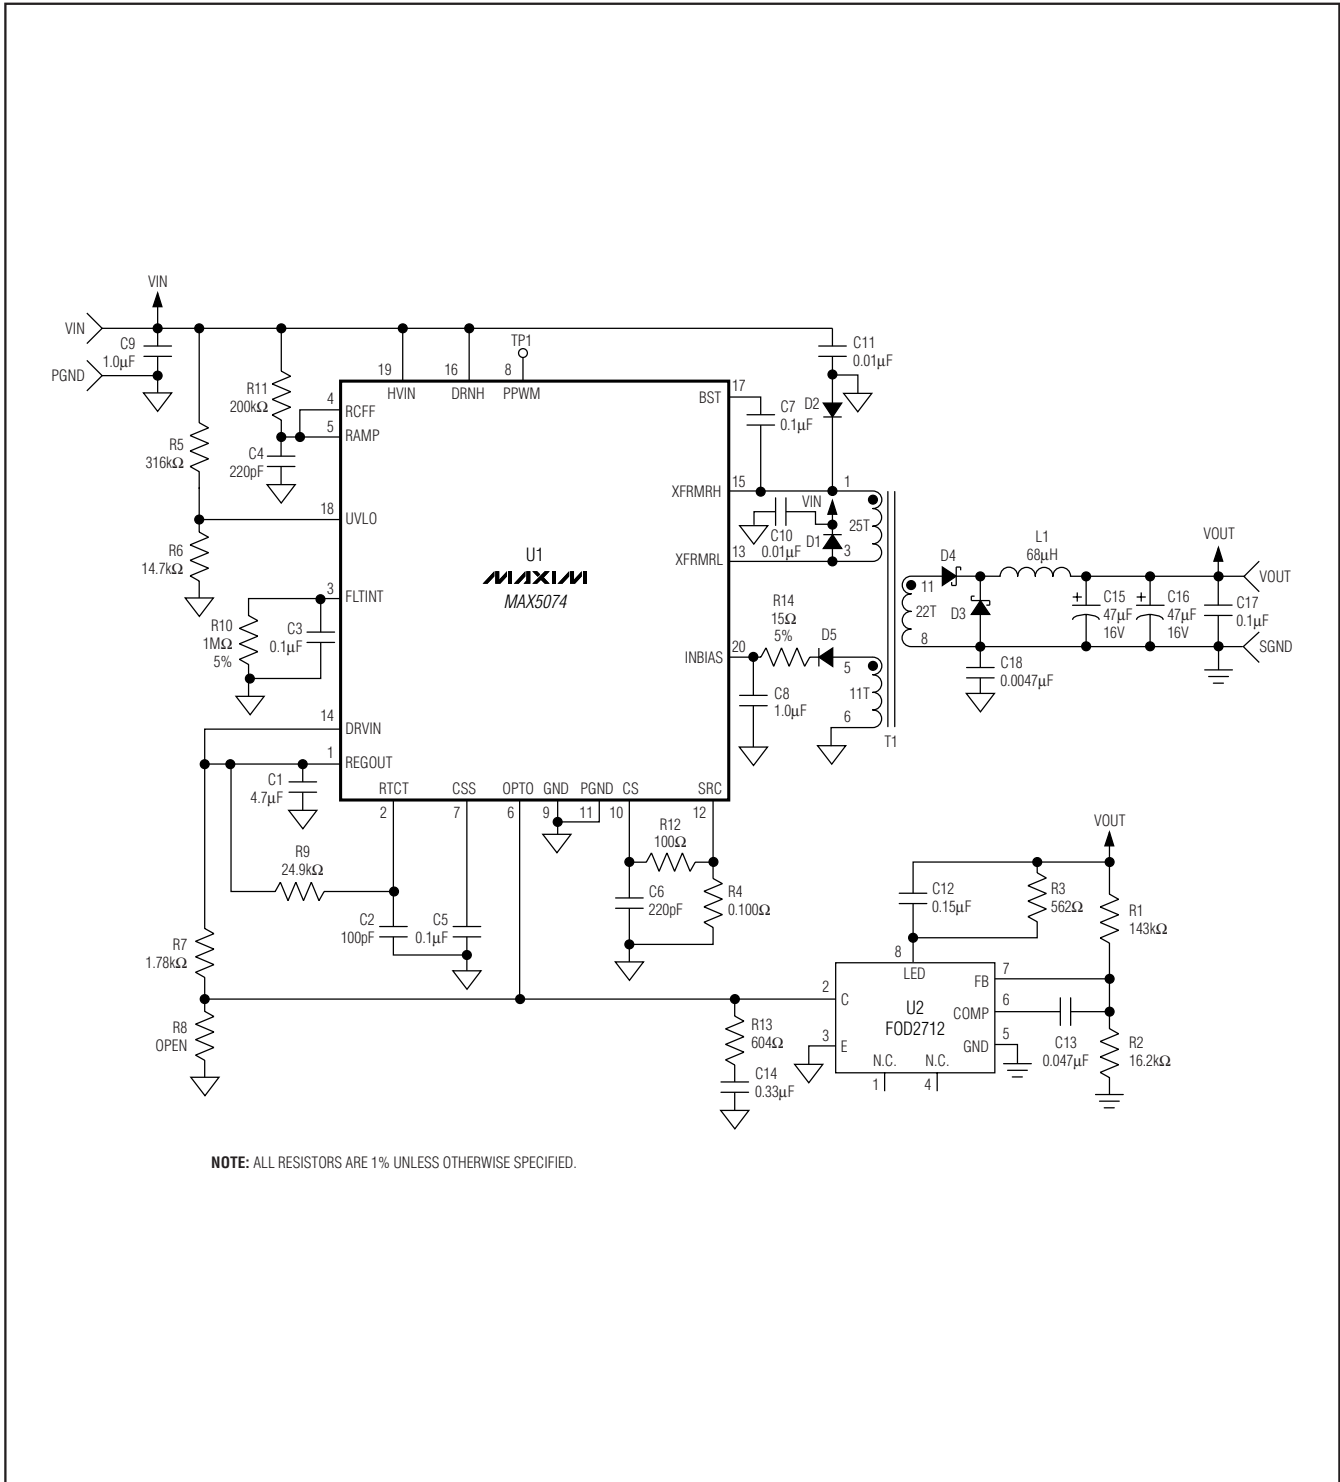 VIN
VIN
C9
1.0µF
PGND
R11
200kΩ
R5
316kΩ
C4
220pF
R6
14.7kΩ
R10
1MΩ
5%
C3
0.1µF
C1
4.7µF
R9
24.9kΩ
C2
100pF
C5
0.1µF
R7
1.78kΩ
R8
OPEN
19
HVIN
16
DRNH
TP1
8
PPWM
4
RCFF
5
RAMP
18
UVLO
3
FLTINT
14
DRVIN
1
REGOUT
U1
MAXIM
MAX5074
RTCT
2
CSS
7
OPTO
6
GND
9
PGND
11
CS
10
SRC
12
BST
17
XFRMRH
15
XFRMRL
13
INBIAS
20
C7
0.1µF
C11
0.01µF
D2
VIN
C10
0.01µF
D1
1
25T
3
R14
15Ω
5%
D5
5
11T
6
C8
1.0µF
T1
11
22T
8
D4
D3
L1
68µH
C18
0.0047µF
+
C15
47µF
16V
+
C16
47µF
16V
C17
0.1µF
VOUT
VOUT
SGND
R12
100Ω
C6
220pF
R4
0.100Ω
R13
604Ω
C14
0.33µF
VOUT
C12
0.15µF
R3
562Ω
R1
143kΩ
8
LED
7
FB
6
COMP
5
GND
2
C
3
E
U2
FOD2712
N.C.
1
N.C.
4
C13
0.047µF
R2
16.2kΩ
NOTE: ALL RESISTORS ARE 1% UNLESS OTHERWISE SPECIFIED.